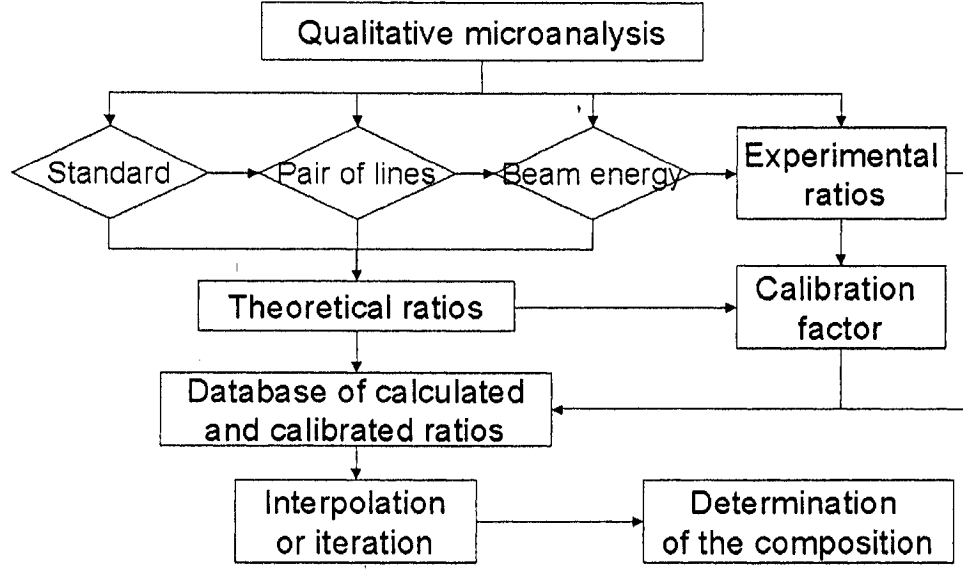 Qualitative microanalysis
Standard
Pair of lines
Beam energy
Experimental
ratios
Theoretical ratios
Calibration
factor
Database of calculated
and calibrated ratios
Interpolation
or iteration
Determination
of the composition